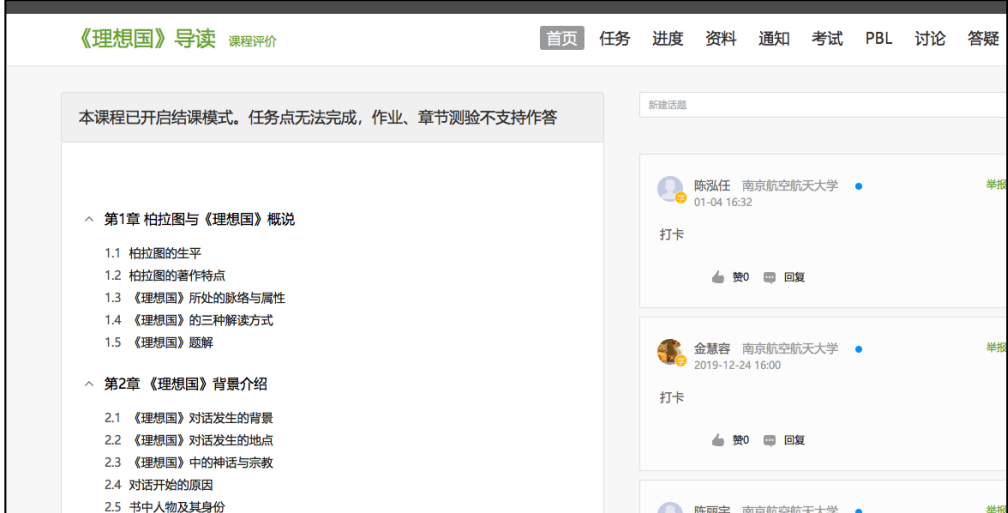 《理想国》导读 课程评价
首页 任务 进度 资料 通知 考试 PBL 讨论 答疑
本课程已开启结课模式。任务点无法完成，作业、章节测验不支持作答
第1章 柏拉图与《理想国》概说
1.1 柏拉图的生平
1.2 柏拉图的著作特点
1.3 《理想国》所处的脉络与属性
1.4 《理想国》的三种解读方式
1.5 《理想国》题解
第2章 《理想国》背景介绍
2.1 《理想国》对话发生的背景
2.2 《理想国》对话发生的地点
2.3 《理想国》中的神话与宗教
2.4 对话开始的原因
2.5 书中人物及其身份
新建话题
陈泓任 南京航空航天大学 举报
01-04 16:32
打卡
赞0 回复
金慧容 南京航空航天大学 举报
2019-12-24 16:00
打卡
赞0 回复
陈丽宇 南京航空航天大学 举报